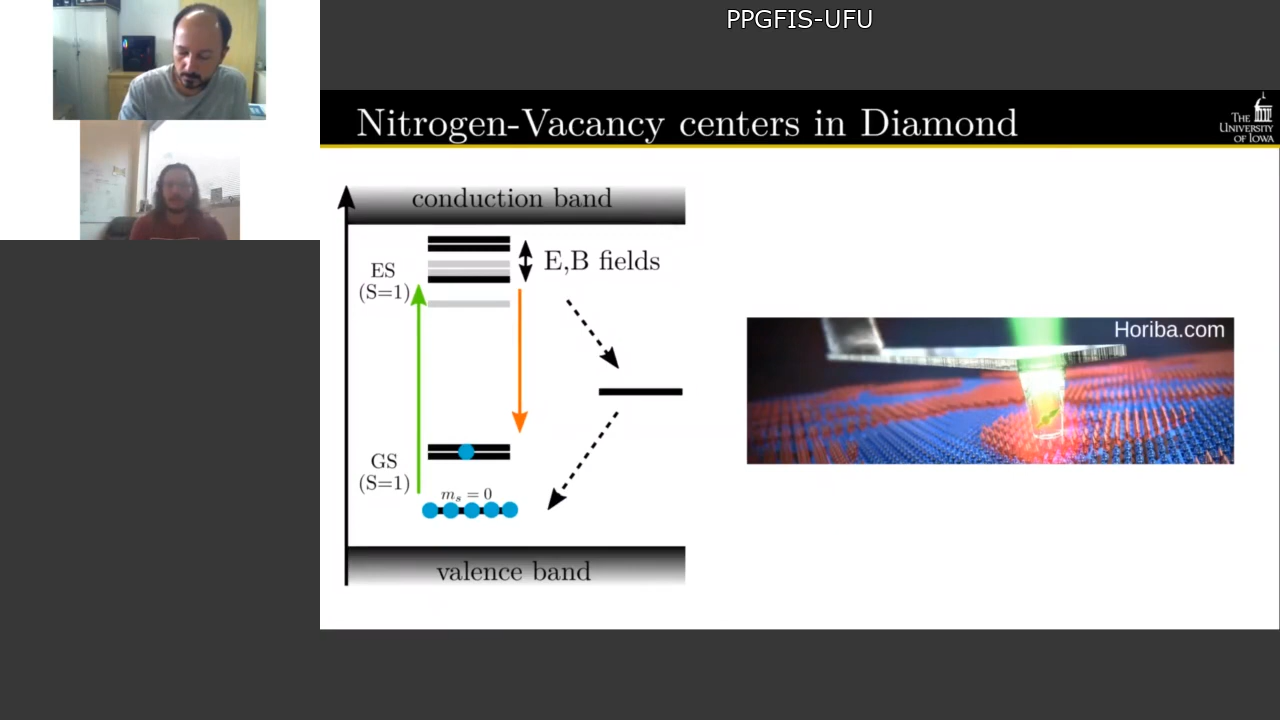 PPGFIS-UFU
Nitrogen-Vacancy centers in Diamond
THE
UNIVERSITY
OF IOWA
conduction band
ES
(S=1)
E,B fields
Horiba.com
GS
(S=1)
mₛ = 0
valence band